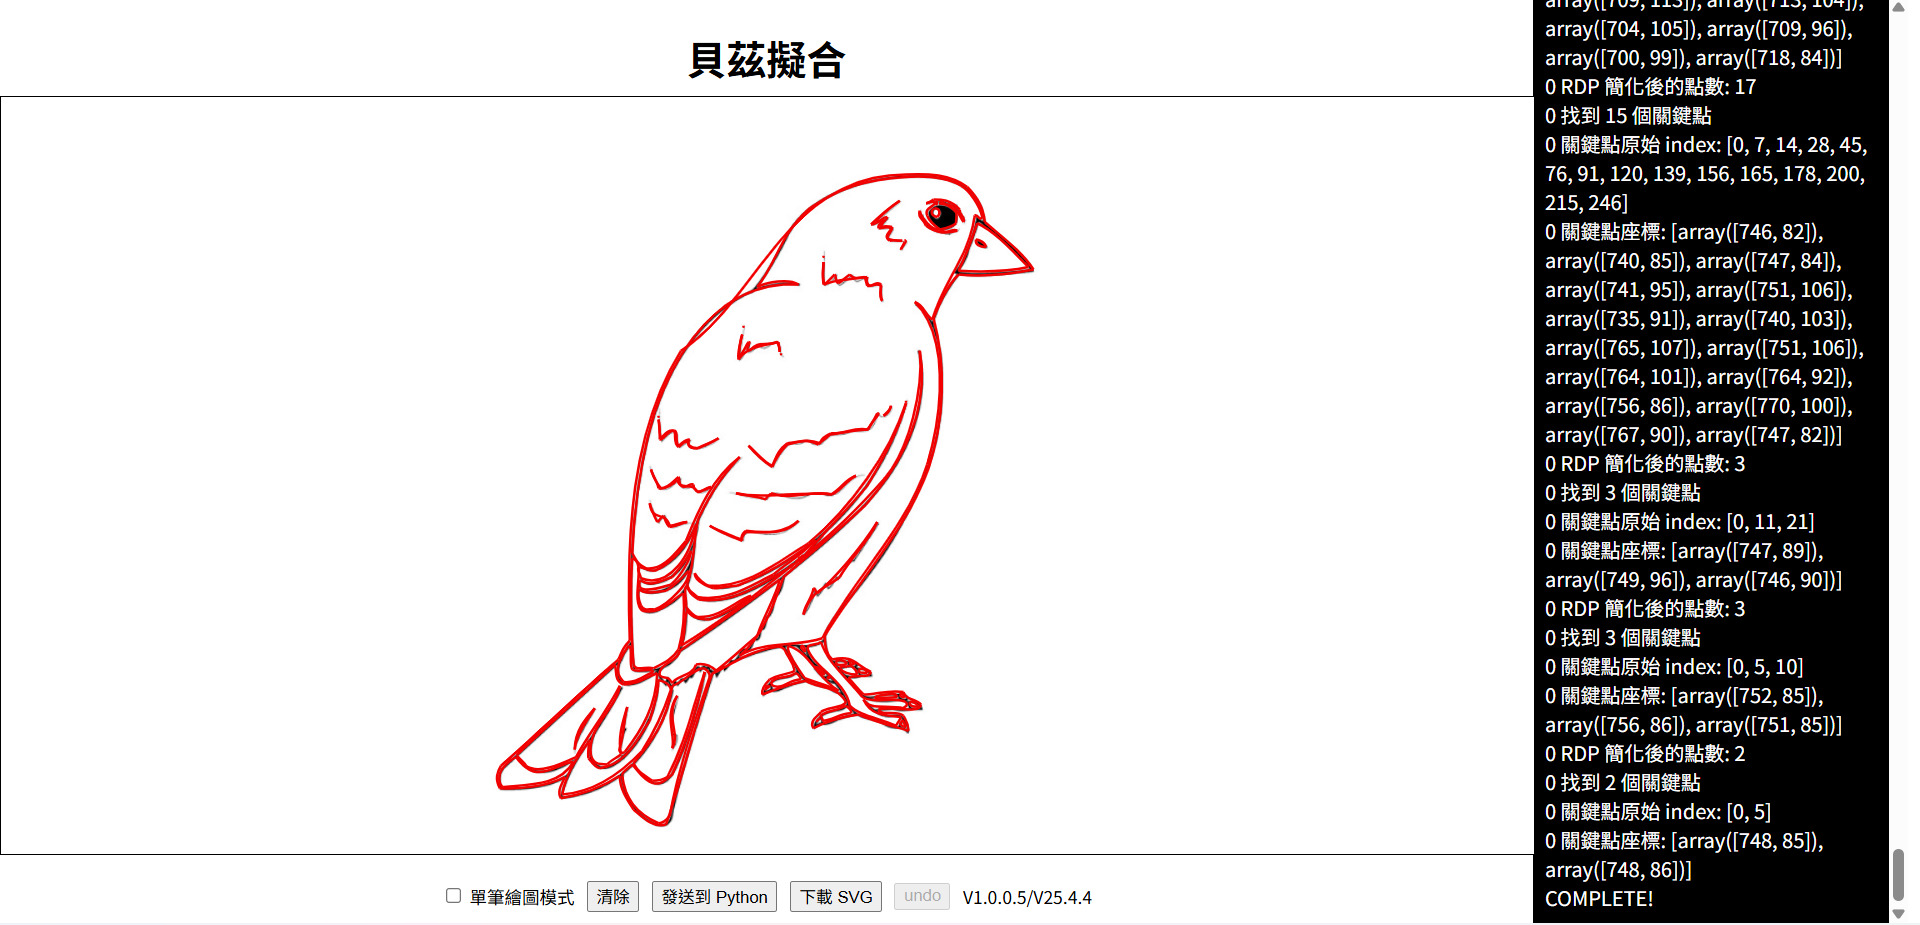 貝茲擬合
單筆繪圖模式 清除 發送到 Python 下載 SVG undo V1.0.0.5/V25.4.4
array([709, 113]), array([713, 104]),
array([704, 105]), array([709, 96]),
array([700, 99]), array([718, 84])]
0 RDP 簡化後的點數: 17
0 找到 15 個關鍵點
0 關鍵點原始 index: [0, 7, 14, 28, 45,
76, 91, 120, 139, 156, 165, 178, 200,
215, 246]
0 關鍵點座標: [array([746, 82]),
array([740, 85]), array([747, 84]),
array([741, 95]), array([751, 106]),
array([735, 91]), array([740, 103]),
array([765, 107]), array([751, 106]),
array([764, 101]), array([764, 92]),
array([756, 86]), array([770, 100]),
array([767, 90]), array([747, 82])]
0 RDP 簡化後的點數: 3
0 找到 3 個關鍵點
0 關鍵點原始 index: [0, 11, 21]
0 關鍵點座標: [array([747, 89]),
array([749, 96]), array([746, 90])]
0 RDP 簡化後的點數: 3
0 找到 3 個關鍵點
0 關鍵點原始 index: [0, 5, 10]
0 關鍵點座標: [array([752, 85]),
array([756, 86]), array([751, 85])]
0 RDP 簡化後的點數: 2
0 找到 2 個關鍵點
0 關鍵點原始 index: [0, 5]
0 關鍵點座標: [array([748, 85]),
array([748, 86])]
COMPLETE!